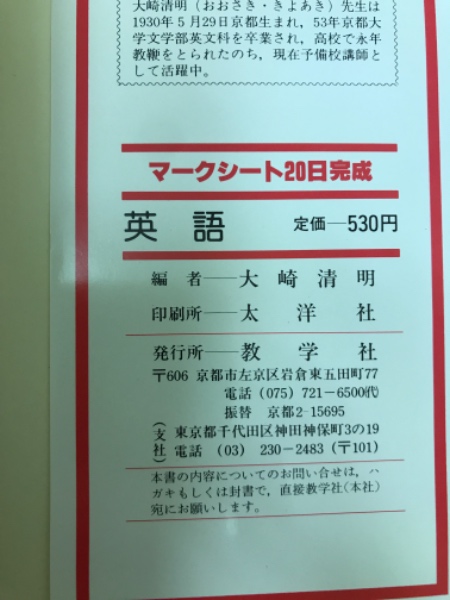 大崎清明（おおさき・きよあき）先生は
1930年5月29日京都生まれ，53年京都大
学文学部英文科を卒業され，高校で永年
教鞭をとられたのち，現在予備校講師と
して活躍中。
マークシート20日完成
英語 定価―530円
編者――大崎清明
印刷所――太洋社
発行所――教学社
〒606 京都市左京区岩倉東五田町77
電話（075）721－6500㈹
振替 京都2-15695
（支社）東京都千代田区神田神保町3の19
電話（03）230－2483（〒101）
本書の内容についてのお問い合せは，ハ
ガキもしくは封書で，直接教学社（本社）
宛にお願いします。